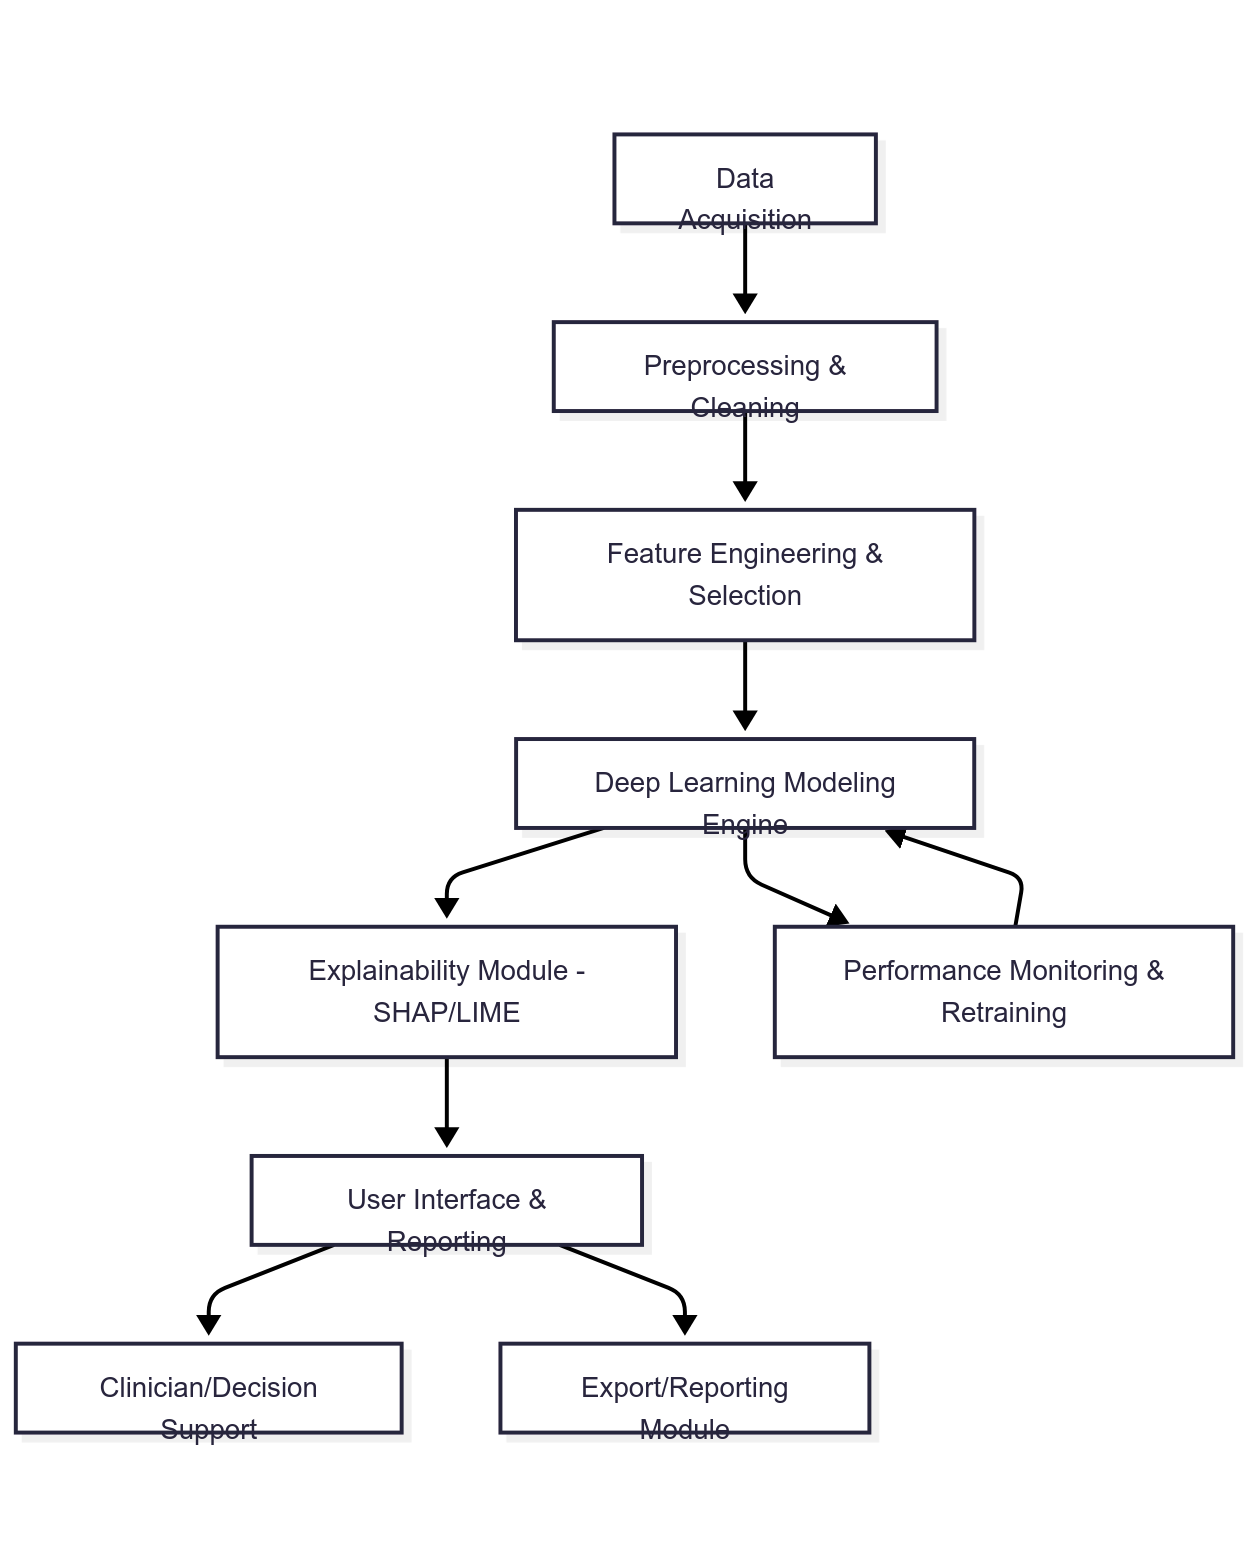 Data
Acquisition
Preprocessing &
Cleaning
Feature Engineering &
Selection
Deep Learning Modeling
Engine
Explainability Module -
SHAP/LIME
Performance Monitoring &
Retraining
User Interface &
Reporting
Clinician/Decision
Support
Export/Reporting
Module